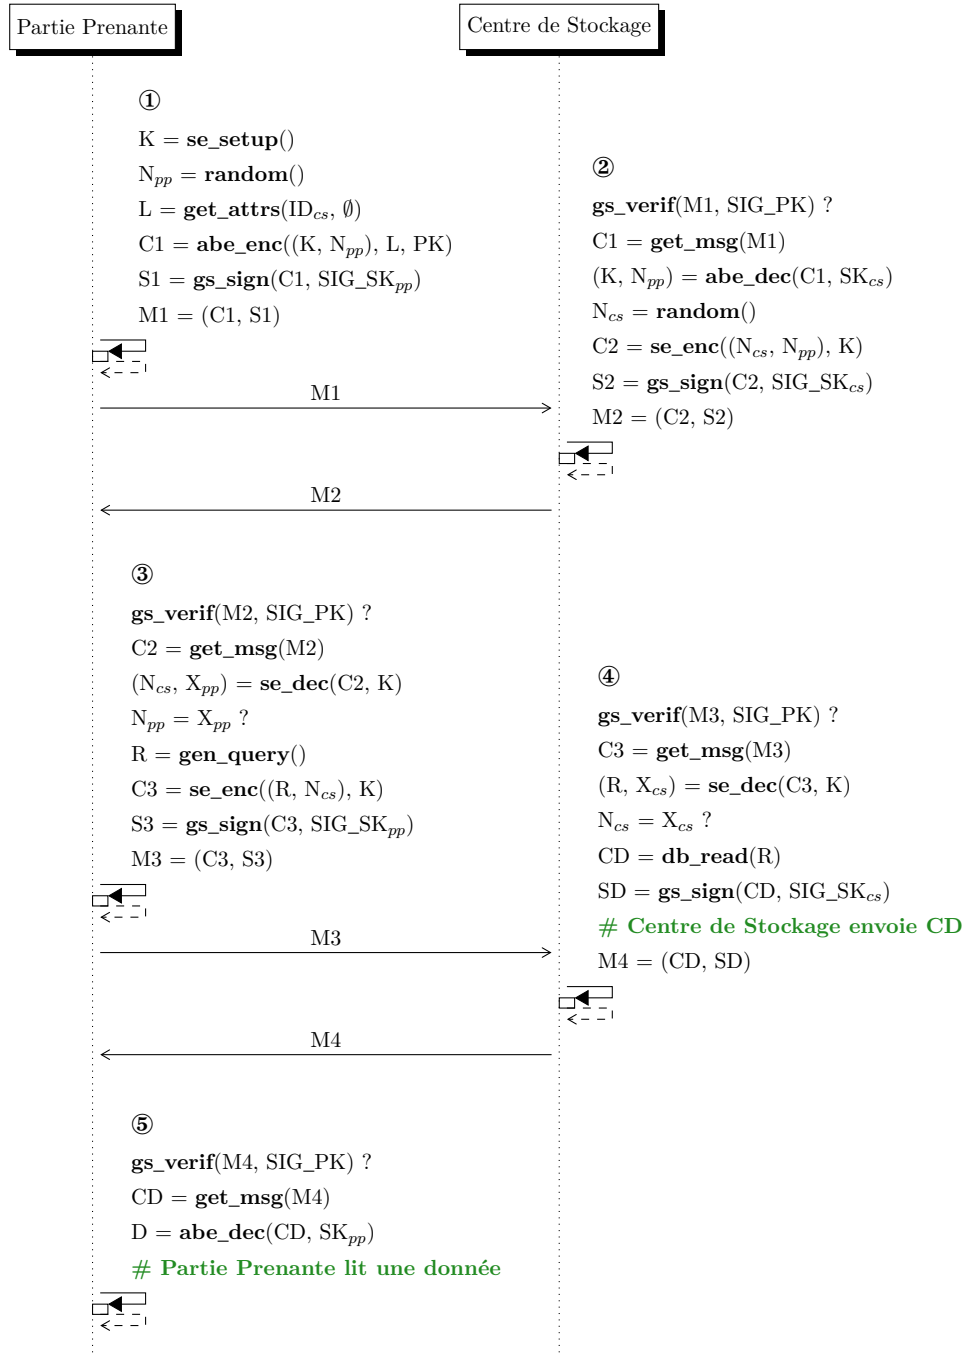 Partie Prenante
Centre de Stockage
①
K = se_setup()
N_pp = random()
L = get_attrs(ID_cs, ∅)
C1 = abe_enc((K, N_pp), L, PK)
S1 = gs_sign(C1, SIG_SK_pp)
M1 = (C1, S1)
M1
②
gs_verif(M1, SIG_PK) ?
C1 = get_msg(M1)
(K, N_pp) = abe_dec(C1, SK_cs)
N_cs = random()
C2 = se_enc((N_cs, N_pp), K)
S2 = gs_sign(C2, SIG_SK_cs)
M2 = (C2, S2)
M2
③
gs_verif(M2, SIG_PK) ?
C2 = get_msg(M2)
(N_cs, X_pp) = se_dec(C2, K)
N_pp = X_pp ?
R = gen_query()
C3 = se_enc((R, N_cs), K)
S3 = gs_sign(C3, SIG_SK_pp)
M3 = (C3, S3)
M3
④
gs_verif(M3, SIG_PK) ?
C3 = get_msg(M3)
(R, X_cs) = se_dec(C3, K)
N_cs = X_cs ?
CD = db_read(R)
SD = gs_sign(CD, SIG_SK_cs)
# Centre de Stockage envoie CD
M4 = (CD, SD)
M4
⑤
gs_verif(M4, SIG_PK) ?
CD = get_msg(M4)
D = abe_dec(CD, SK_pp)
# Partie Prenante lit une donnée